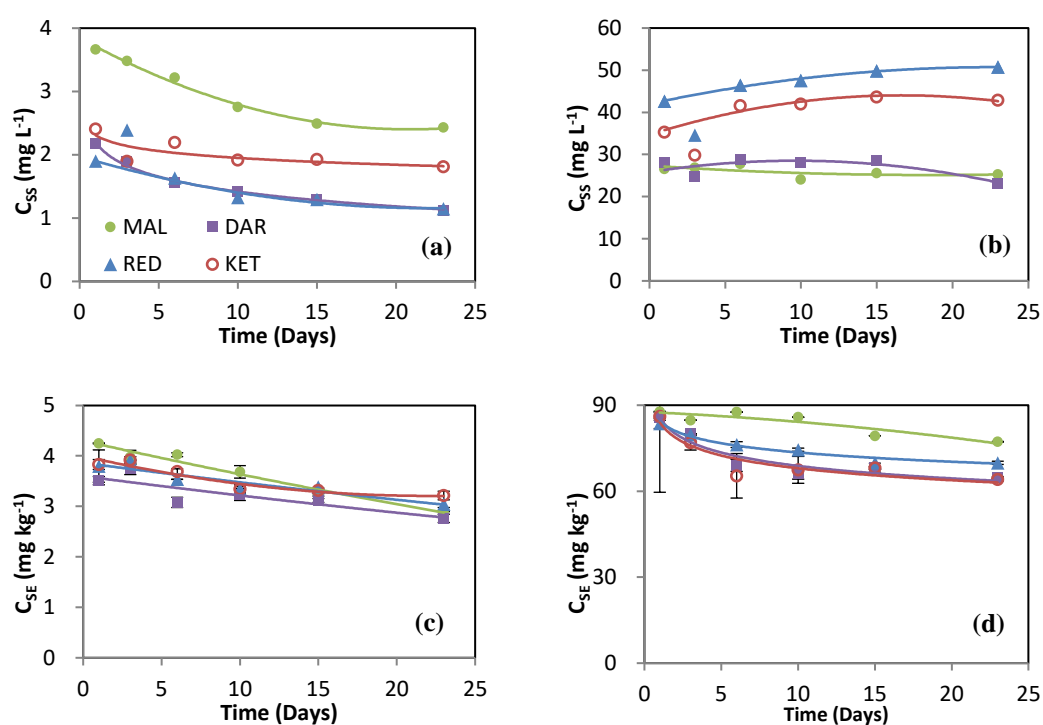 4
3
2
1
0
C_SS (mg L⁻¹)
MAL
DAR
RED
KET
(a)
0 5 10 15 20 25
Time (Days)
60
50
40
30
20
10
0
C_SS (mg L⁻¹)
(b)
0 5 10 15 20 25
Time (Days)
5
4
3
2
1
0
C_SE (mg kg⁻¹)
(c)
0 5 10 15 20 25
Time (Days)
90
60
30
0
C_SE (mg kg⁻¹)
(d)
0 5 10 15 20 25
Time (Days)